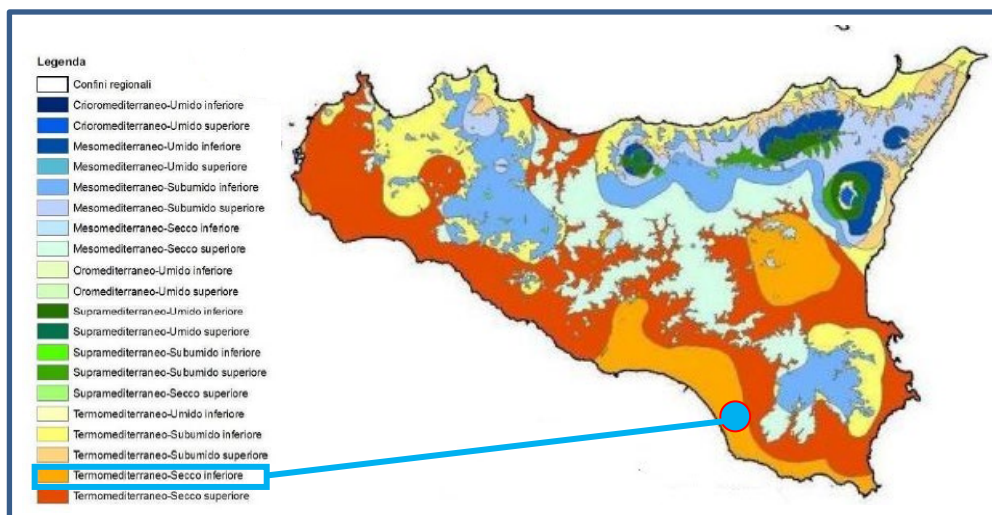 Legenda
Confini regionali
Crioromediterraneo-Umido inferiore
Crioromediterraneo-Umido superiore
Mesomediterraneo-Umido inferiore
Mesomediterraneo-Umido superiore
Mesomediterraneo-Subumido inferiore
Mesomediterraneo-Subumido superiore
Mesomediterraneo-Secco inferiore
Mesomediterraneo-Secco superiore
Oromediterraneo-Umido inferiore
Oromediterraneo-Umido superiore
Supramediterraneo-Umido inferiore
Supramediterraneo-Umido superiore
Supramediterraneo-Subumido inferiore
Supramediterraneo-Subumido superiore
Supramediterraneo-Secco superiore
Termomediterraneo-Umido inferiore
Termomediterraneo-Subumido inferiore
Termomediterraneo-Subumido superiore
Termomediterraneo-Secco inferiore
Termomediterraneo-Secco superiore